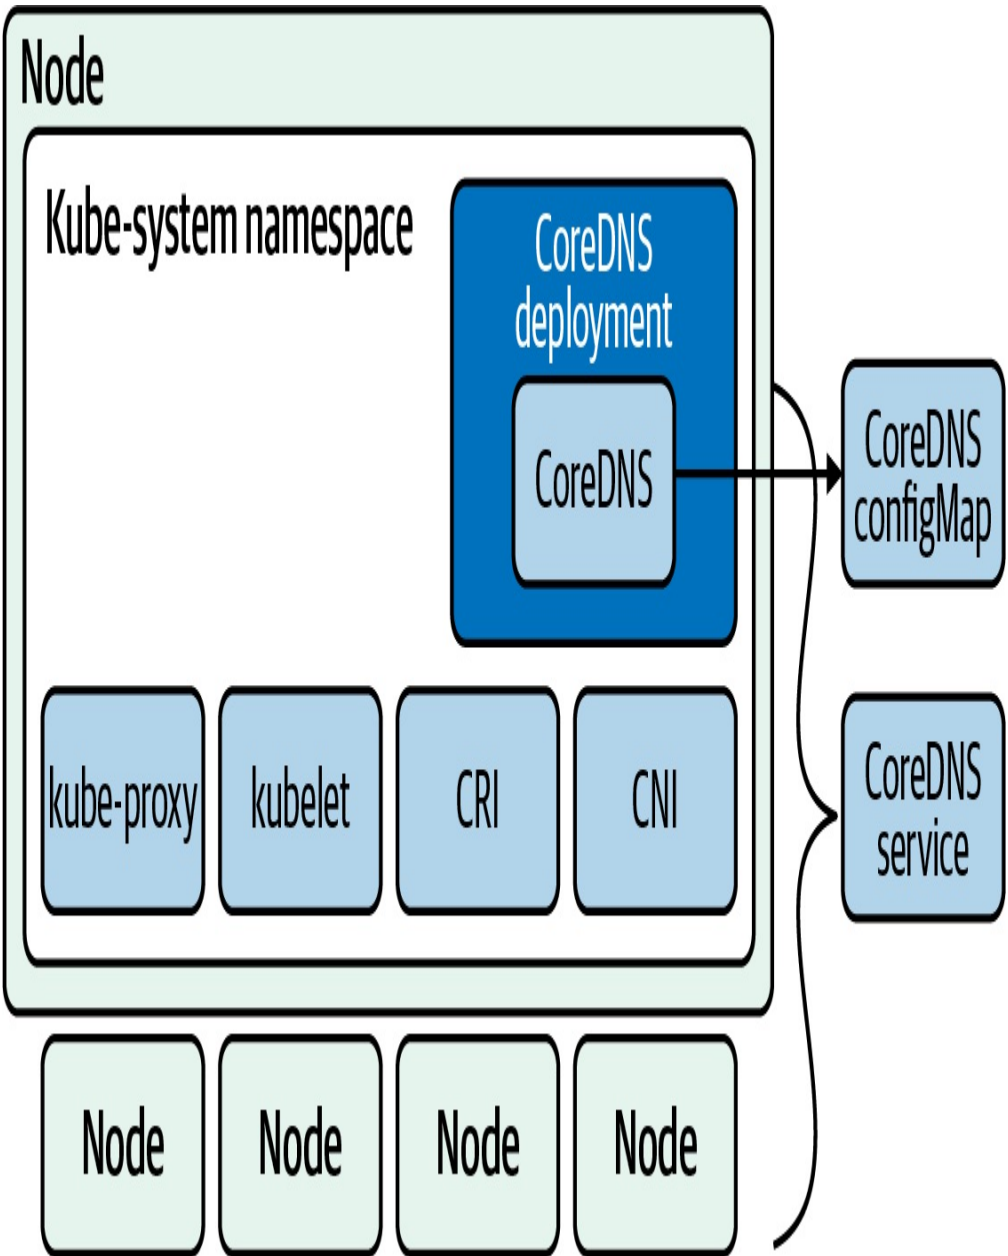 Node
Kube-system namespace
CoreDNS
deployment
CoreDNS
CoreDNS
configMap
kube-proxy
kubelet
CRI
CNI
CoreDNS
service
Node
Node
Node
Node